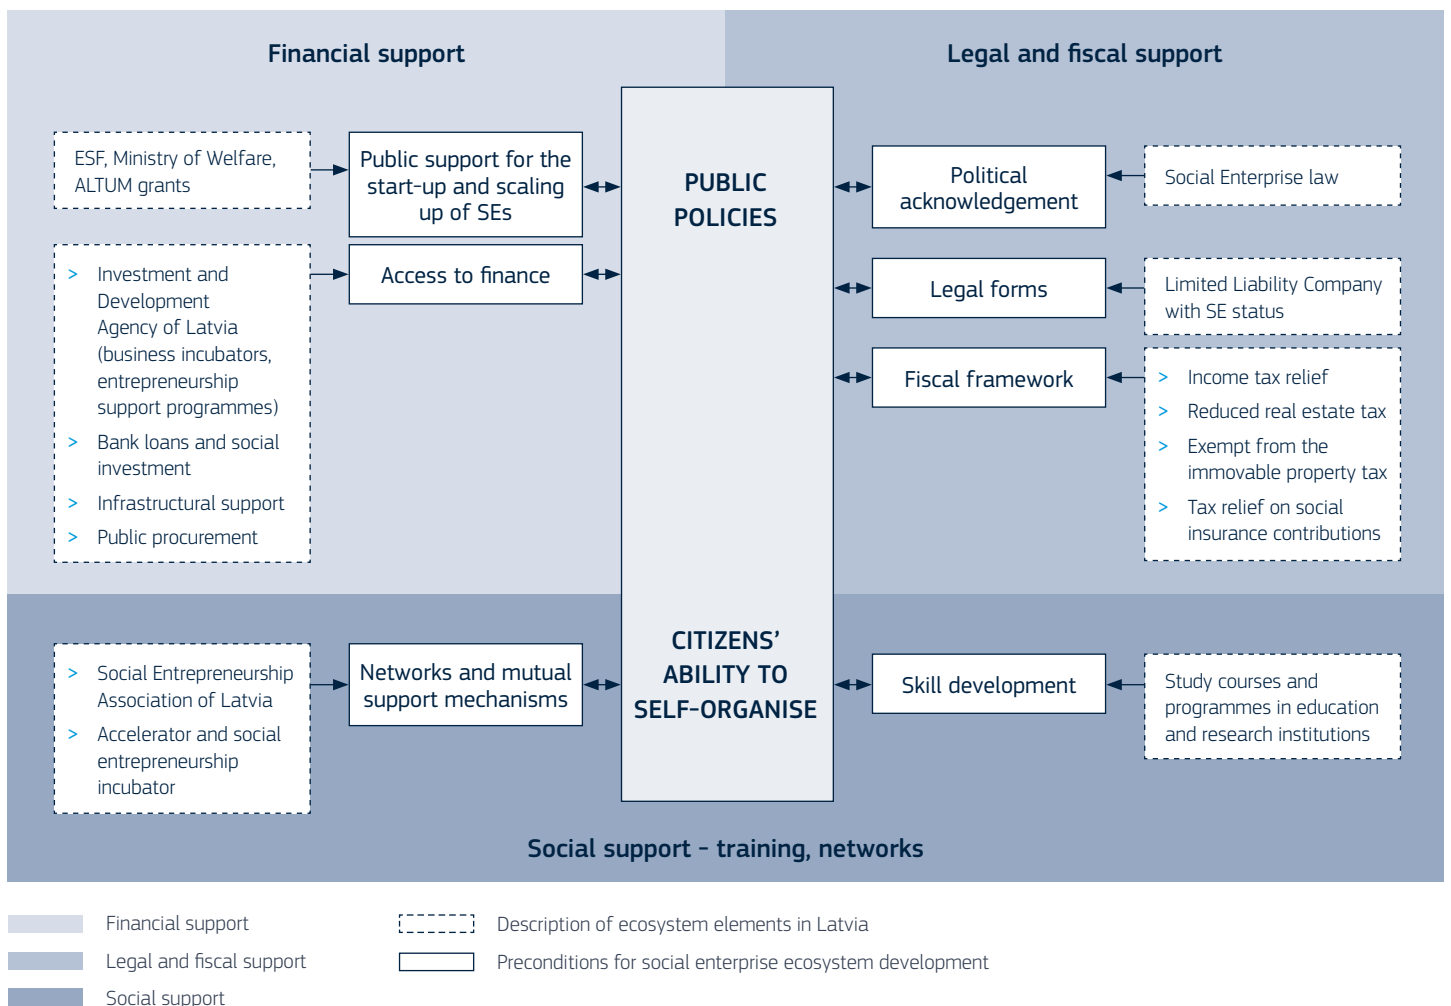 Financial support
Legal and fiscal support
ESF, Ministry of Welfare,
ALTUM grants
Public support for the
start-up and scaling
up of SEs
> Investment and
Development
Agency of Latvia
(business incubators,
entrepreneurship
support programmes)
> Bank loans and social
investment
> Infrastructural support
> Public procurement
Access to finance
PUBLIC
POLICIES
Political
acknowledgement
Social Enterprise law
Legal forms
Limited Liability Company
with SE status
Fiscal framework
> Income tax relief
> Reduced real estate tax
> Exempt from the
immovable property tax
> Tax relief on social
insurance contributions
> Social Entrepreneurship
Association of Latvia
> Accelerator and social
entrepreneurship
incubator
Networks and mutual
support mechanisms
CITIZENS’
ABILITY TO
SELF-ORGANISE
Skill development
Study courses and
programmes in education
and research institutions
Social support - training, networks
Financial support
Legal and fiscal support
Social support
Description of ecosystem elements in Latvia
Preconditions for social enterprise ecosystem development